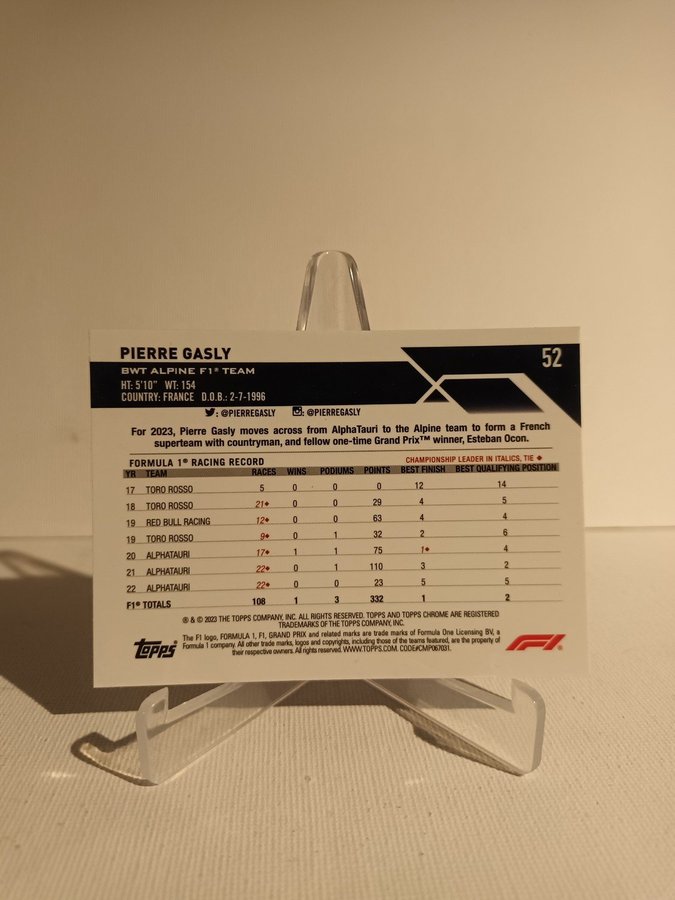 PIERRE GASLY
52
BWT ALPINE F1® TEAM
HT: 5'10" WT: 154
COUNTRY: FRANCE D.O.B.: 2-7-1996
: @PIERREGASLY : @PIERREGASLY
For 2023, Pierre Gasly moves across from AlphaTauri to the Alpine team to form a French
superteam with countryman, and fellow one-time Grand Prix™ winner, Esteban Ocon.
FORMULA 1® RACING RECORD CHAMPIONSHIP LEADER IN ITALICS, TIE ♦
YR TEAM RACES WINS PODIUMS POINTS BEST FINISH BEST QUALIFYING POSITION
17 TORO ROSSO 5 0 0 0 12 14
18 TORO ROSSO 21♦ 0 0 29 4 5
19 RED BULL RACING 12♦ 0 0 63 4 4
19 TORO ROSSO 9♦ 0 1 32 2 6
20 ALPHATAURI 17♦ 1 1 75 1♦ 4
21 ALPHATAURI 22♦ 0 1 110 3 2
22 ALPHATAURI 22♦ 0 0 23 5 5
F1® TOTALS 108 1 3 332 1 2
® & © 2023 THE TOPPS COMPANY, INC. ALL RIGHTS RESERVED. TOPPS AND TOPPS CHROME ARE REGISTERED
TRADEMARKS OF THE TOPPS COMPANY, INC.
Topps®
The F1 logo, FORMULA 1, F1, GRAND PRIX and related marks are trade marks of Formula One Licensing BV, a
Formula 1 company. All other trade marks, logos and copyrights, including those of the teams featured, are the property of
their respective owners. All rights reserved. WWW.TOPPS.COM. CODE#CMP067031.
F1®